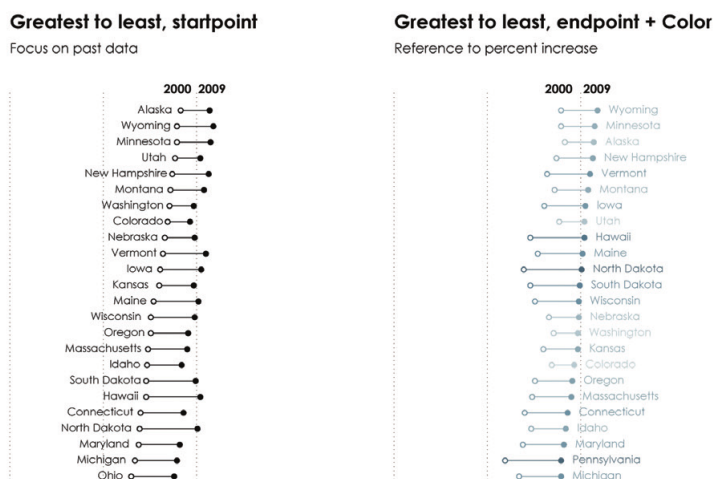 Greatest to least, startpoint
Focus on past data
2000 2009
Alaska
Wyoming
Minnesota
Utah
New Hampshire
Montana
Washington
Colorado
Nebraska
Vermont
Iowa
Kansas
Maine
Wisconsin
Oregon
Massachusetts
Idaho
South Dakota
Hawaii
Connecticut
North Dakota
Maryland
Michigan
Ohio
Greatest to least, endpoint + Color
Reference to percent increase
2000 2009
Wyoming
Minnesota
Alaska
New Hampshire
Vermont
Montana
Iowa
Utah
Hawaii
Maine
North Dakota
South Dakota
Wisconsin
Nebraska
Washington
Kansas
Colorado
Oregon
Massachusetts
Connecticut
Idaho
Maryland
Pennsylvania
Michigan